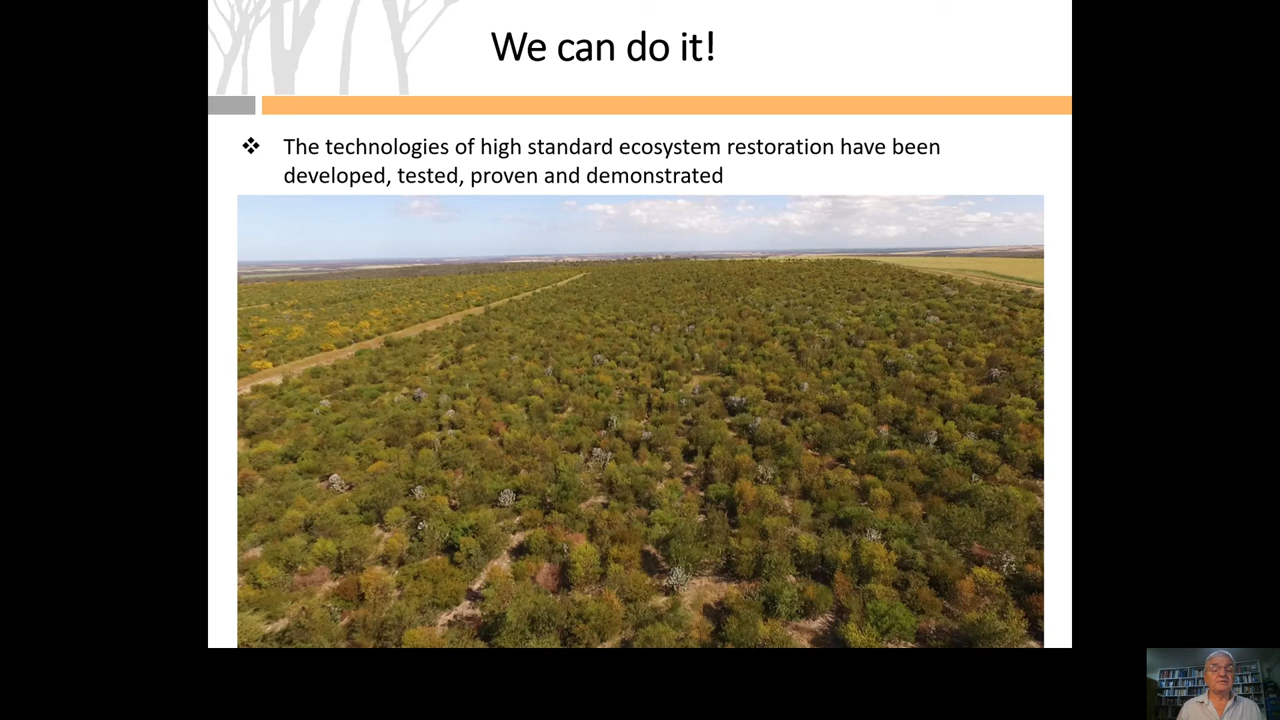 We can do it!
❖ The technologies of high standard ecosystem restoration have been
developed, tested, proven and demonstrated